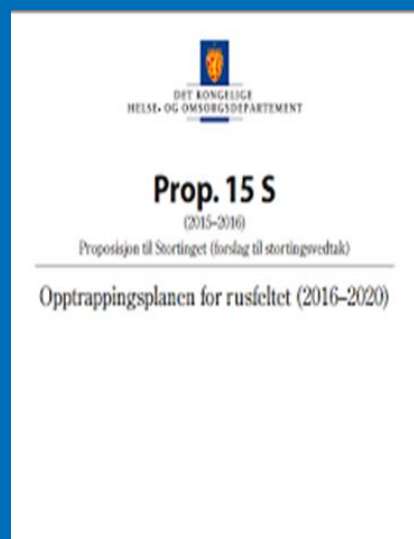 DET KONGELIGE
HELSE- OG OMSORGSDEPARTEMENT
Prop. 15 S
(2015–2016)
Proposisjon til Stortinget (forslag til stortingsvedtak)
Opptrappingsplanen for rusfeltet (2016–2020)